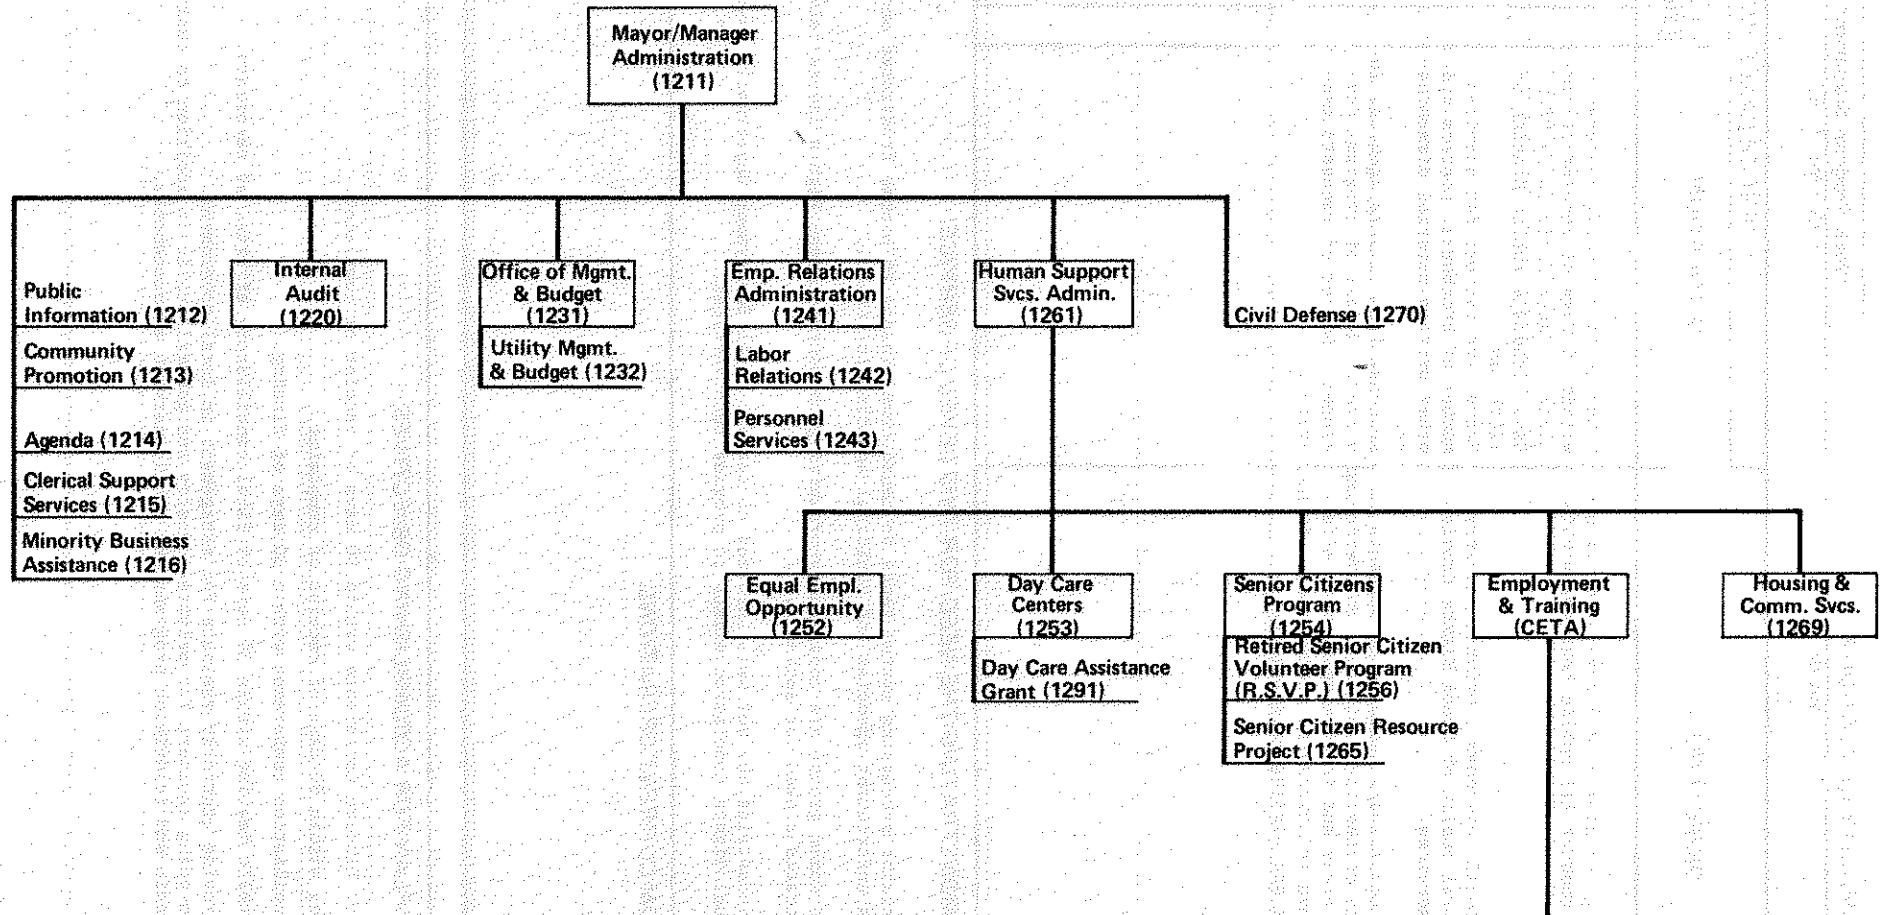 Mayor/Manager
Administration
(1211)
Public
Information (1212)
Community
Promotion (1213)
Agenda (1214)
Clerical Support
Services (1215)
Minority Business
Assistance (1216)
Internal
Audit
(1220)
Office of Mgmt.
& Budget
(1231)
Utility Mgmt.
& Budget (1232)
Emp. Relations
Administration
(1241)
Labor
Relations (1242)
Personnel
Services (1243)
Human Support
Svcs. Admin.
(1261)
Civil Defense (1270)
Equal Empl.
Opportunity
(1252)
Day Care
Centers
(1253)
Day Care Assistance
Grant (1291)
Senior Citizens
Program
(1254)
Retired Senior Citizen
Volunteer Program
(R.S.V.P.) (1256)
Senior Citizen Resource
Project (1265)
Employment
& Training
(CETA)
Housing &
Comm. Svcs.
(1269)